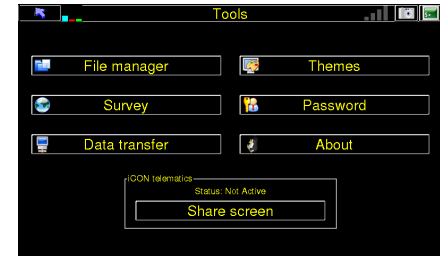 Tools
File manager
Themes
Survey
Password
Data transfer
About
iCON telematics
Status: Not Active
Share screen